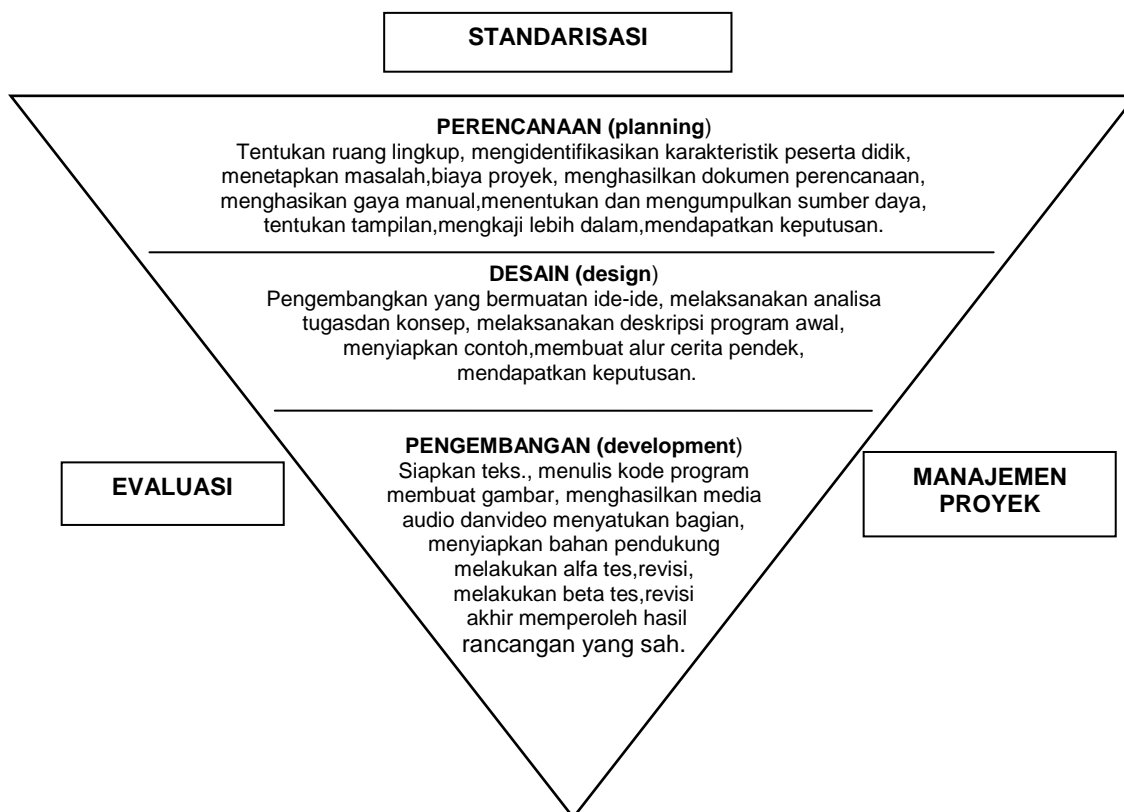 STANDARISASI
PERENCANAAN (planning)
Tentukan ruang lingkup, mengidentifikasikan karakteristik peserta didik,
menetapkan masalah,biaya proyek, menghasilkan dokumen perencanaan,
menghasikan gaya manual,menentukan dan mengumpulkan sumber daya,
tentukan tampilan,mengkaji lebih dalam,mendapatkan keputusan.
DESAIN (design)
Pengembangkan yang bermuatan ide-ide, melaksanakan analisa
tugasdan konsep, melaksanakan deskripsi program awal,
menyiapkan contoh,membuat alur cerita pendek,
mendapatkan keputusan.
PENGEMBANGAN (development)
Siapkan teks., menulis kode program
membuat gambar, menghasilkan media
audio danvideo menyatukan bagian,
menyiapkan bahan pendukung
melakukan alfa tes,revisi,
melakukan beta tes,revisi
akhir memperoleh hasil
rancangan yang sah.
EVALUASI
MANAJEMEN
PROYEK